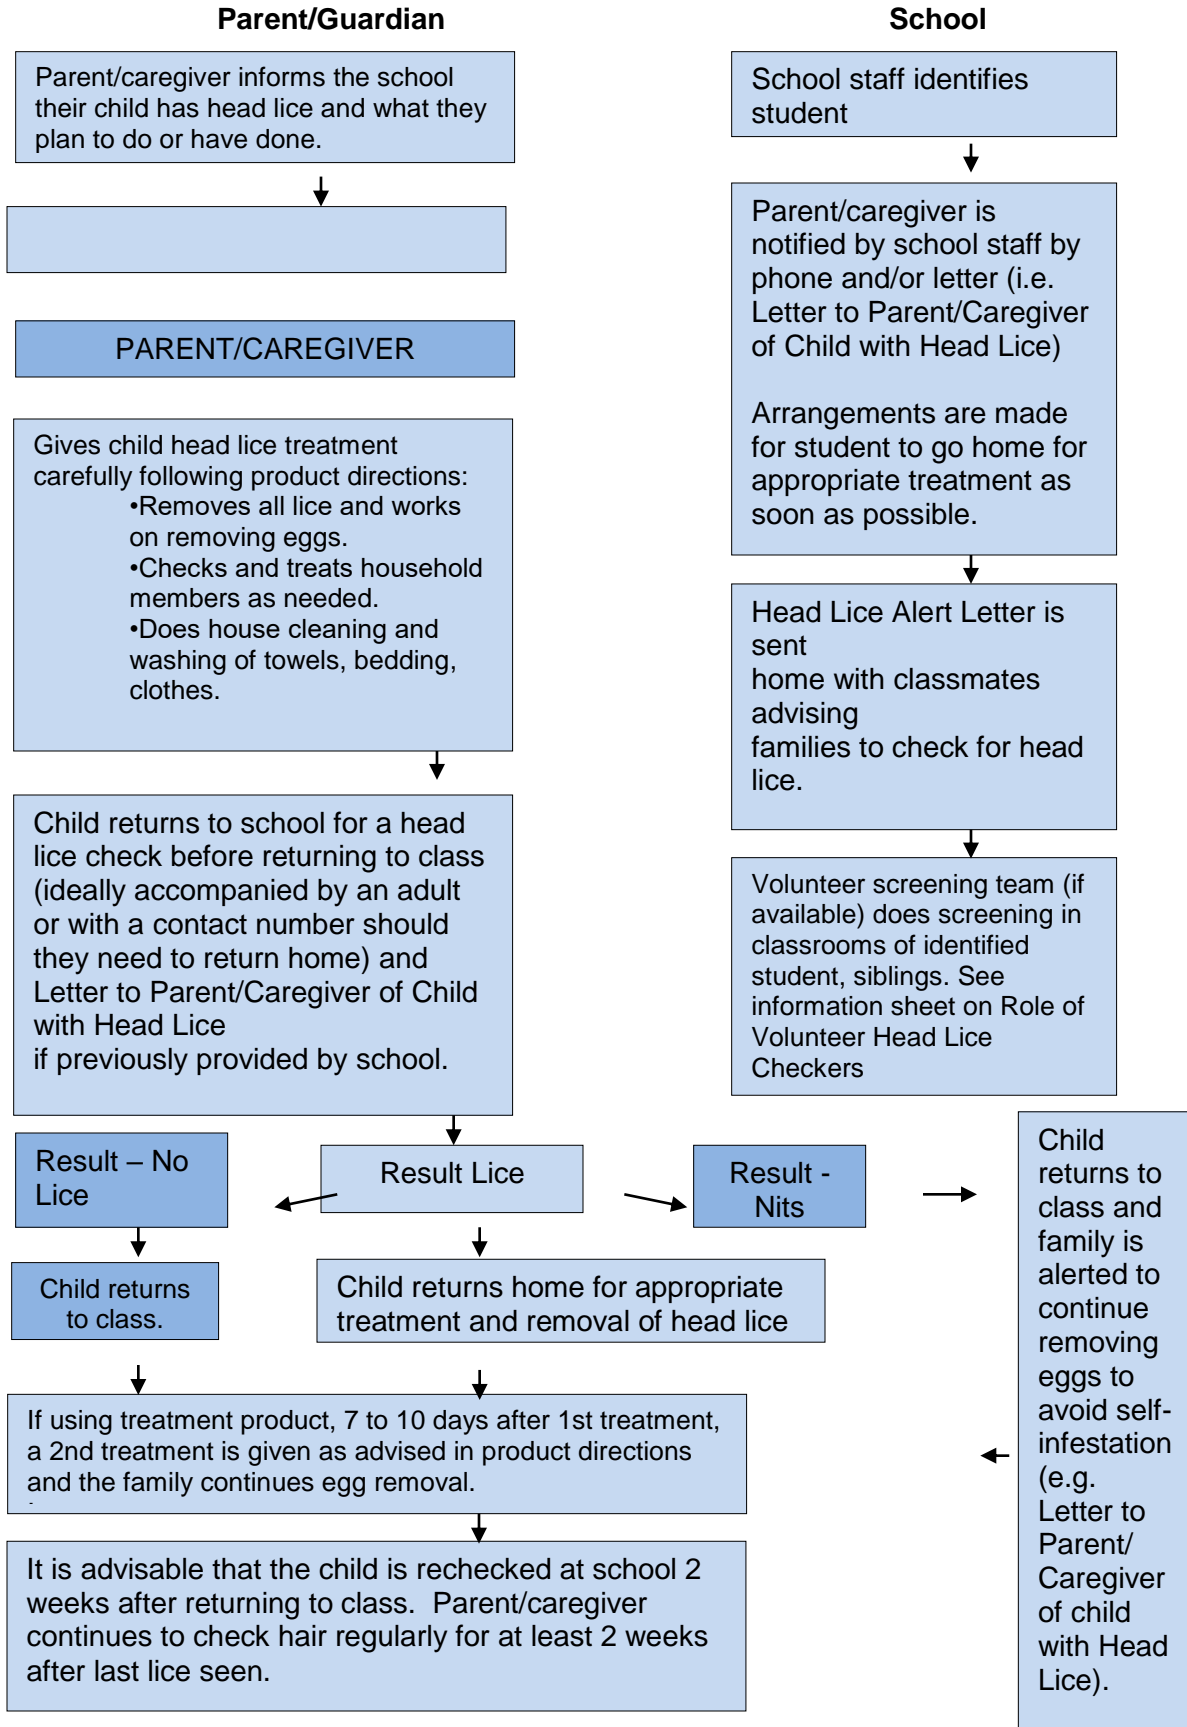 Parent/Guardian
Parent/caregiver informs the school
their child has head lice and what they
plan to do or have done.
PARENT/CAREGIVER
Gives child head lice treatment
carefully following product directions:
•Removes all lice and works
on removing eggs.
•Checks and treats household
members as needed.
•Does house cleaning and
washing of towels, bedding,
clothes.
Child returns to school for a head
lice check before returning to class
(ideally accompanied by an adult
or with a contact number should
they need to return home) and
Letter to Parent/Caregiver of Child
with Head Lice
if previously provided by school.
School
School staff identifies
student
Parent/caregiver is
notified by school staff by
phone and/or letter (i.e.
Letter to Parent/Caregiver
of Child with Head Lice)
Arrangements are made
for student to go home for
appropriate treatment as
soon as possible.
Head Lice Alert Letter is
sent
home with classmates
advising
families to check for head
lice.
Volunteer screening team (if
available) does screening in
classrooms of identified
student, siblings. See
information sheet on Role of
Volunteer Head Lice
Checkers
Result – No
Lice
Result Lice
Result -
Nits
Child returns
to class.
Child returns home for appropriate
treatment and removal of head lice
Child
returns to
class and
family is
alerted to
continue
removing
eggs to
avoid self-
infestation
(e.g.
Letter to
Parent/
Caregiver
of child
with Head
Lice).
If using treatment product, 7 to 10 days after 1st treatment,
a 2nd treatment is given as advised in product directions
and the family continues egg removal.
It is advisable that the child is rechecked at school 2
weeks after returning to class.  Parent/caregiver
continues to check hair regularly for at least 2 weeks
after last lice seen.